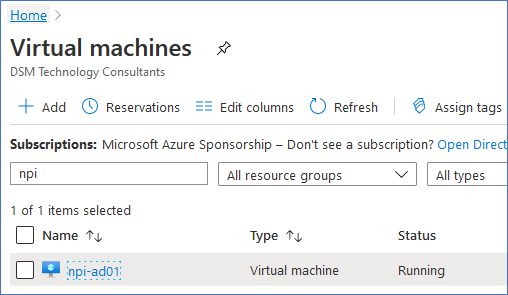 Home >
Virtual machines
DSM Technology Consultants
+ Add Reservations Edit columns Refresh Assign tags
Subscriptions: Microsoft Azure Sponsorship – Don't see a subscription? Open Direct
npi All resource groups All types
1 of 1 items selected
Name ↑↓ Type ↑↓ Status
npi-ad01 Virtual machine Running